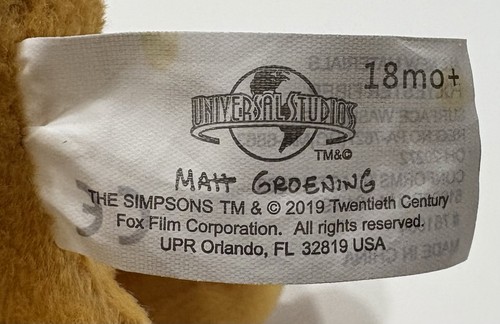 18mo+
UNIVERSAL STUDIOS
TM&©
MATT GROENING
THE SIMPSONS TM & © 2019 Twentieth Century
Fox Film Corporation. All rights reserved.
UPR Orlando, FL 32819 USA